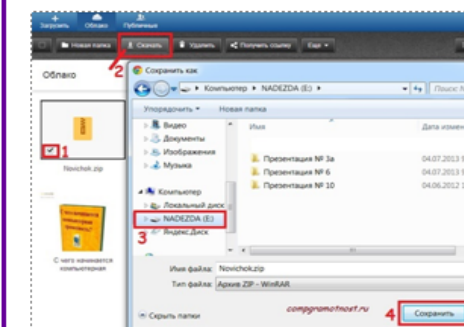 Загрузить Облако Публичные
Новая папка Скачать Удалить Получить ссылку Еще
2
Сохранить как
Облако
Компьютер NADEZDA (E:)
Упорядочить Новая папка
Видео Имя Дата измен
Документы
Изображения Презентация № 3а 04.07.2013
1 Музыка Презентация № 6 04.07.2013
Novichok.zip Презентация № 10 04.06.2012
Компьютер
Локальный диск
NADEZDA (E:)
3 Яндекс.Диск
С чего начинается
компьютерная
Имя файла: Novichok.zip
Тип файла: Архив ZIP - WinRAR
compgramotnost.ru 4 Сохранить
Скрыть папки